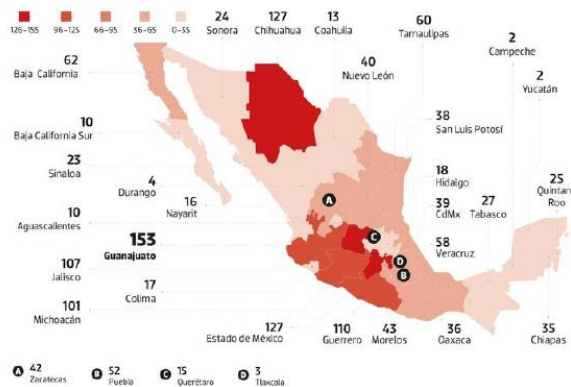 126-155 96-125 66-95 36-65 0-35
24
Sonora
127
Chihuahua
13
Coahuila
60
Tamaulipas
2
Campeche
62
Baja California
40
Nuevo León
2
Yucatán
10
Baja California Sur
38
San Luis Potosí
23
Sinaloa
4
Durango
16
Nayarit
18
Hidalgo
25
Quintan
Roo
10
Aguascalientes
39
CdMx
27
Tabasco
153
Guanajuato
58
Veracruz
107
Jalisco
17
Colima
101
Michoacán
127
Estado de México
110
Guerrero
43
Morelos
36
Oaxaca
35
Chiapas
A
B
C
D
A 42
Zacatecas
B 52
Puebla
C 15
Querétaro
D 3
Tlaxcala